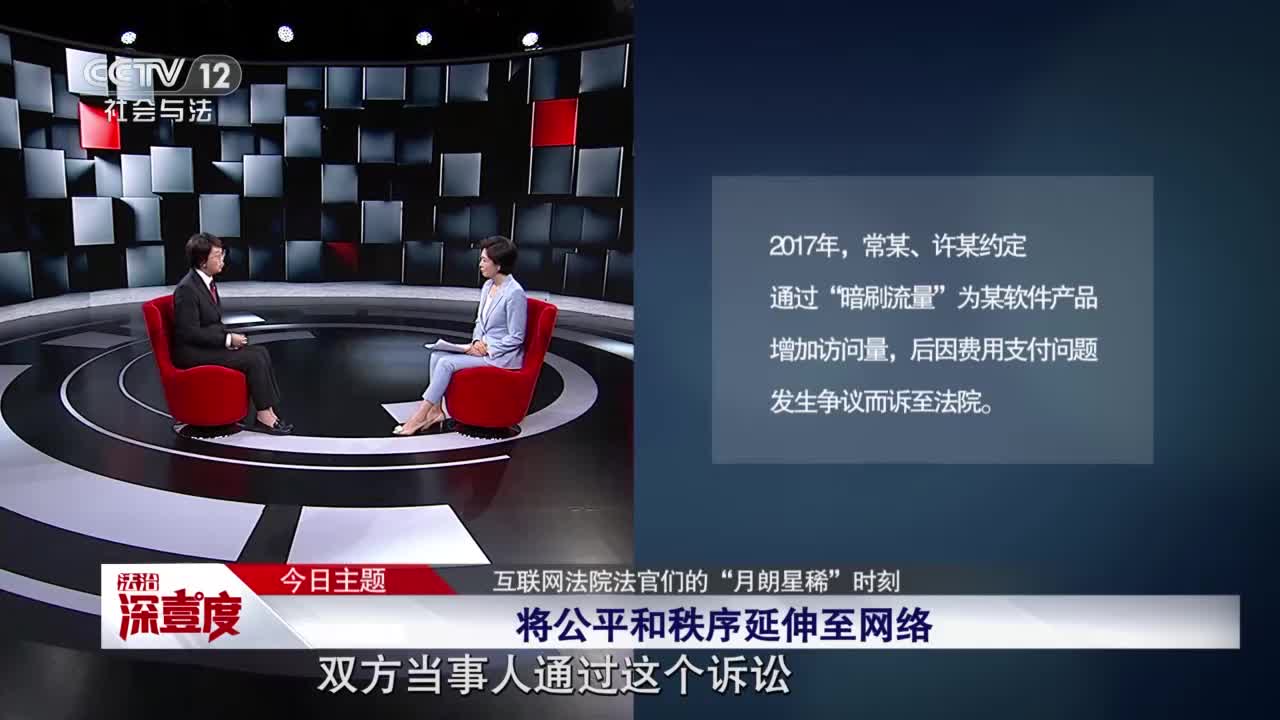 CCTV 12
社会与法
2017年，常某、许某约定
通过“暗刷流量”为某软件产品
增加访问量，后因费用支付问题
发生争议而诉至法院。
法治
深壹度
今日主题
互联网法院法官们的“月朗星稀”时刻
将公平和秩序延伸至网络
双方当事人通过这个诉讼